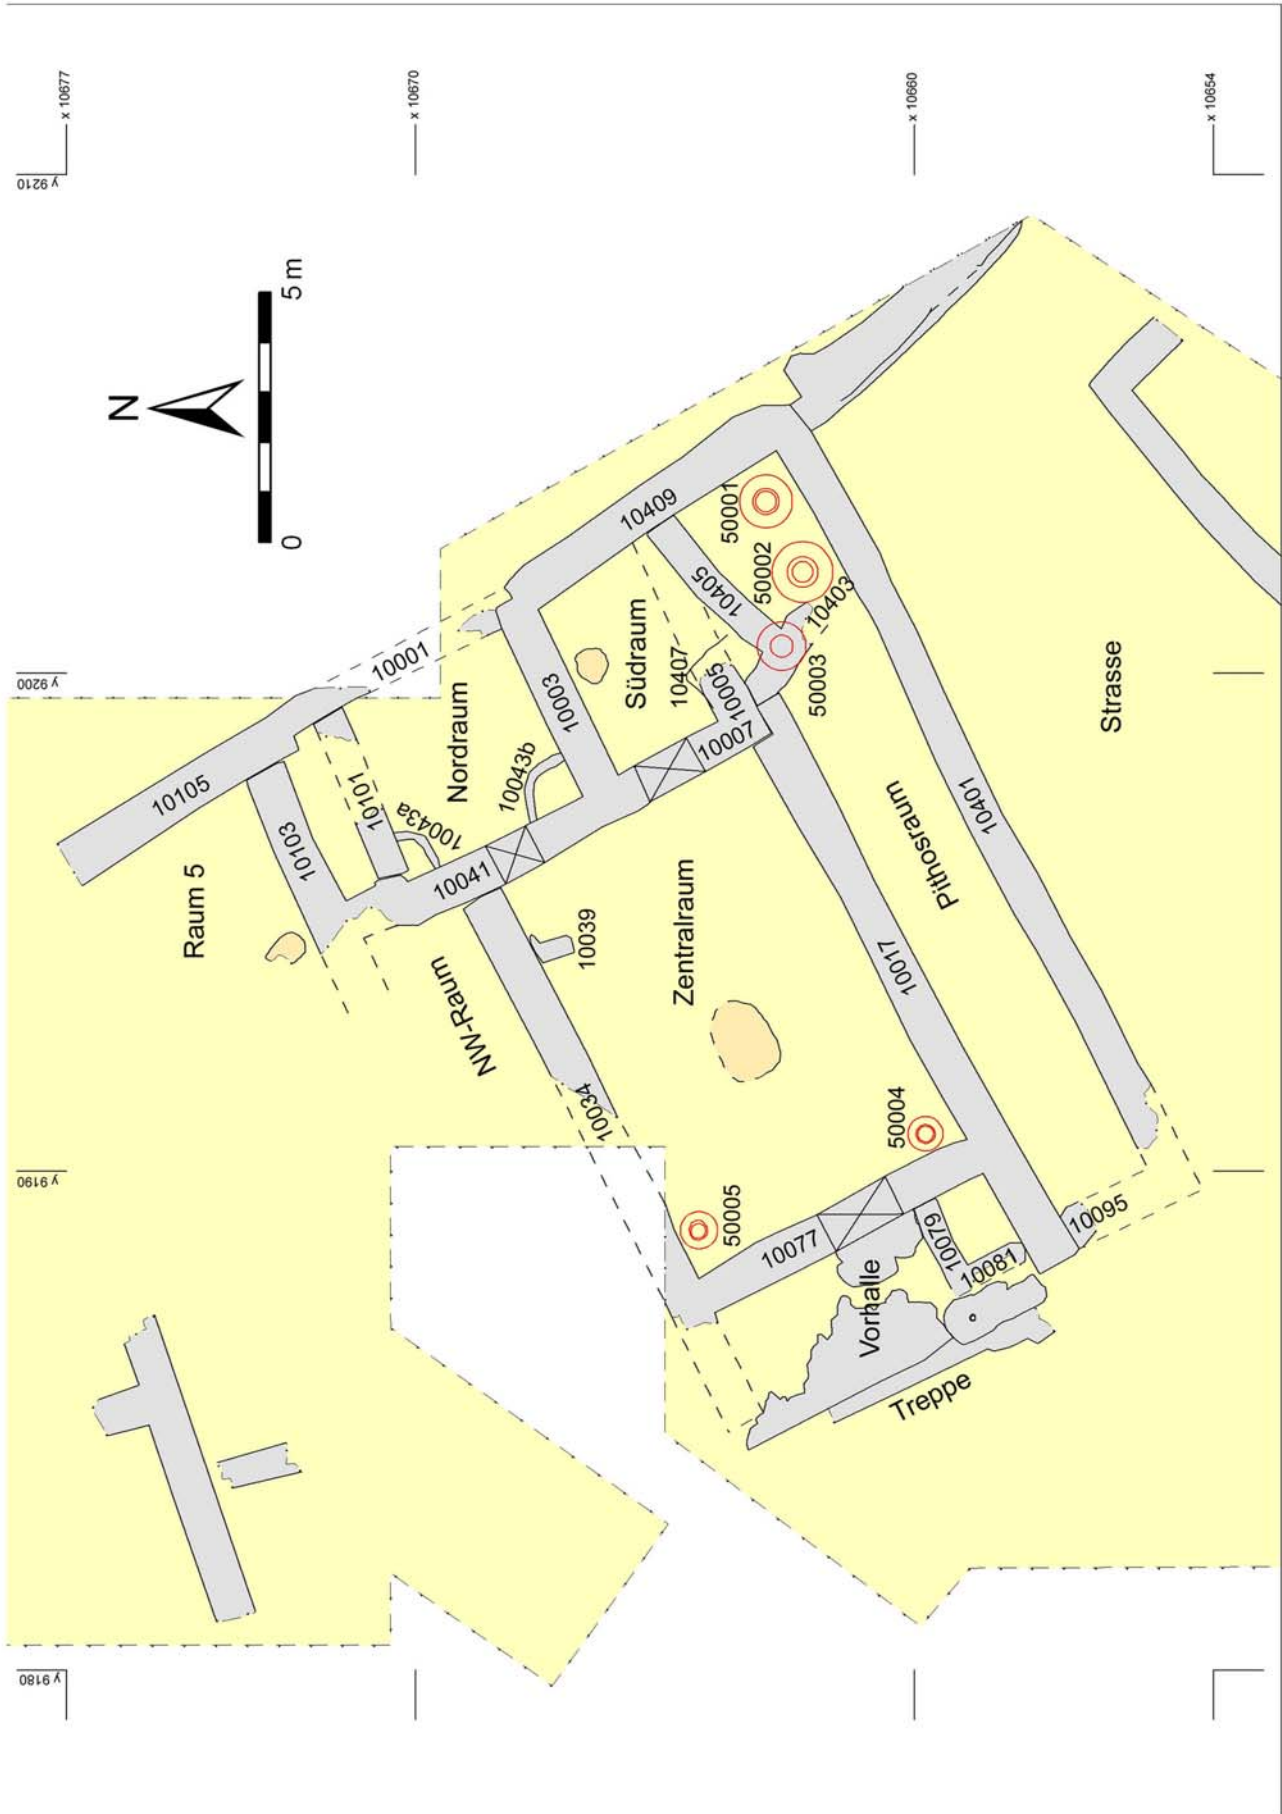 x 10677
x 10670
x 10660
x 10654
y 9210
y 9200
y 9190
y 9180
N
0
5 m
10105
10001
Raum 5
10103
10101
Nordraum
10043a
10043b
10041
10003
10409
50001
10405
50002
10403
Südraum
10407
10005
50003
10007
NW-Raum
10039
10034
Zentralraum
10017
Pithosraum
10401
Strasse
50004
50005
10077
10079
10081
10095
Vorhalle
Treppe